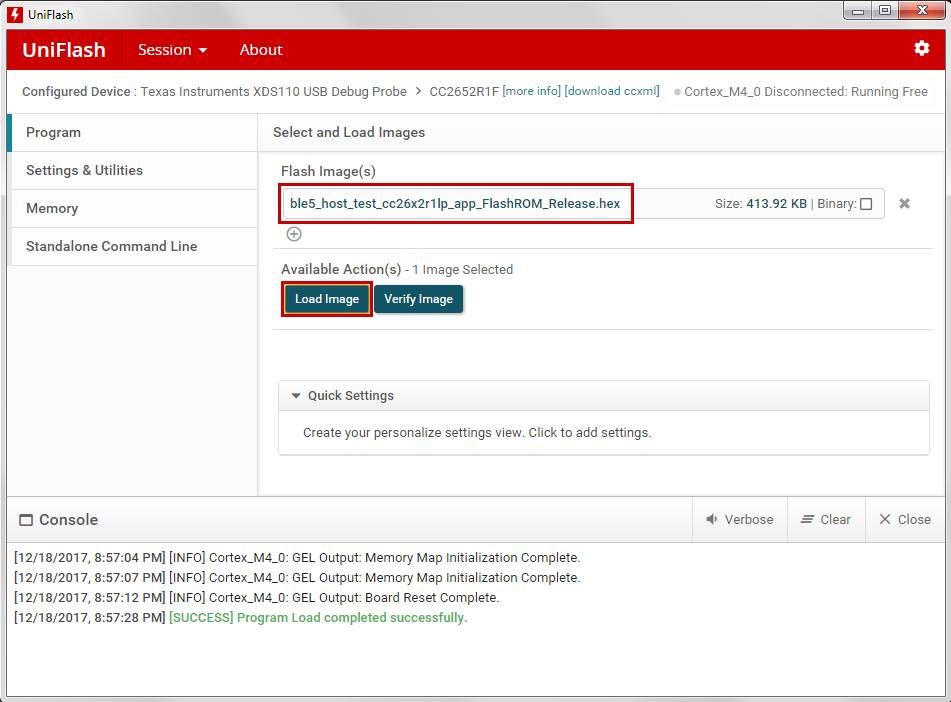 UniFlash
UniFlash Session About
Configured Device : Texas Instruments XDS110 USB Debug Probe > CC2652R1F [more info] [download ccxml] Cortex_M4_0 Disconnected: Running Free
Program
Settings & Utilities
Memory
Standalone Command Line
Select and Load Images
Flash Image(s)
ble5_host_test_cc26x2r1lp_app_FlashROM_Release.hex Size: 413.92 KB | Binary:
Available Action(s) - 1 Image Selected
Load Image Verify Image
Quick Settings
Create your personalize settings view. Click to add settings.
Console Verbose Clear Close
[12/18/2017, 8:57:04 PM] [INFO] Cortex_M4_0: GEL Output: Memory Map Initialization Complete.
[12/18/2017, 8:57:07 PM] [INFO] Cortex_M4_0: GEL Output: Memory Map Initialization Complete.
[12/18/2017, 8:57:12 PM] [INFO] Cortex_M4_0: GEL Output: Board Reset Complete.
[12/18/2017, 8:57:28 PM] [SUCCESS] Program Load completed successfully.